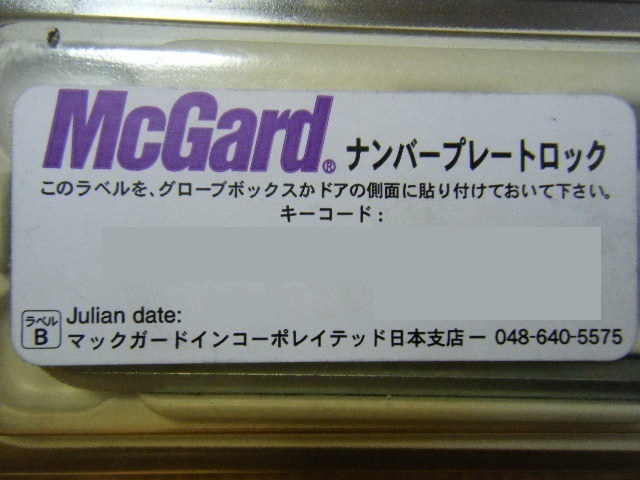 McGard® ナンバープレートロック
このラベルを、グローブボックスかドアの側面に貼り付けておいて下さい。
キーコード：
ラベル
B
Julian date:
マックガードインコーポレイテッド日本支店ー 048-640-5575